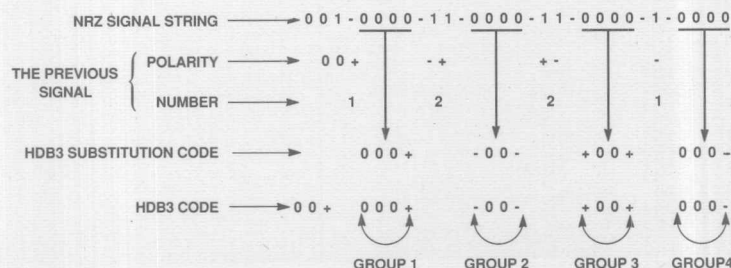 NRZ SIGNAL STRING 0 0 1 - 0 0 0 0 - 1 1 - 0 0 0 0 - 1 1 - 0 0 0 0 - 1 - 0 0 0 0
THE PREVIOUS SIGNAL
POLARITY 0 0 + - + + - -
NUMBER 1 2 2 1
HDB3 SUBSTITUTION CODE 0 0 0 + - 0 0 - + 0 0 + 0 0 0 -
HDB3 CODE 0 0 + 0 0 0 + - 0 0 - + 0 0 + 0 0 0 -
GROUP 1 GROUP 2 GROUP 3 GROUP4